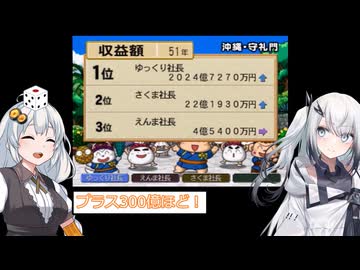 収益額 51年
沖縄・守礼門
1位 ゆっくり社長
2024億7270万円
2位 さくま社長
22億1930万円
3位 えんま社長
4億5400万円
ゆっくり社長 えんま社長 さくま社長
プラス300億ほど!